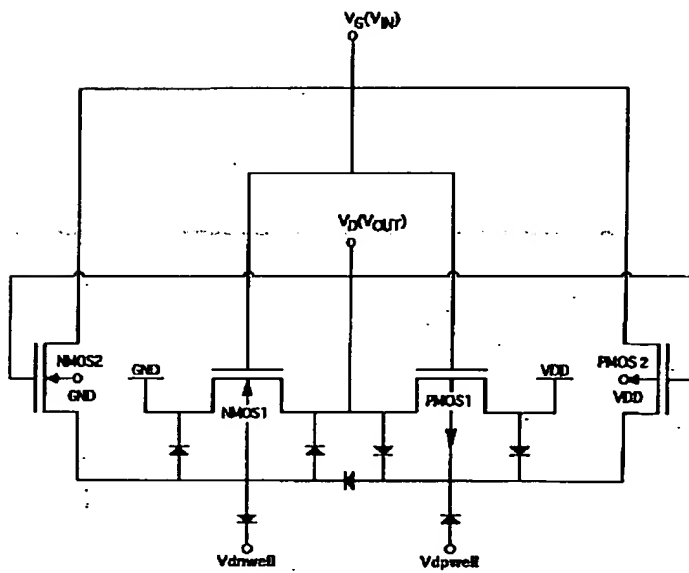 VG(VIN)
VD(VOUT)
NMOS2
GND
GND
NMOS1
PMOS1
VDD
PMOS 2
VDD
Vdnwell
Vdpwell